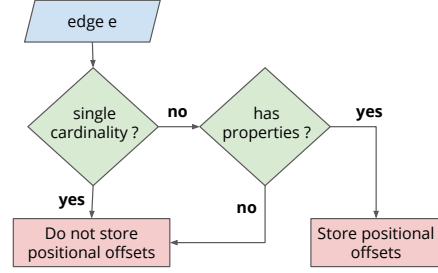 edge e
single
cardinality ?
no
has
properties ?
yes
yes
no
Do not store
positional offsets
Store positional
offsets